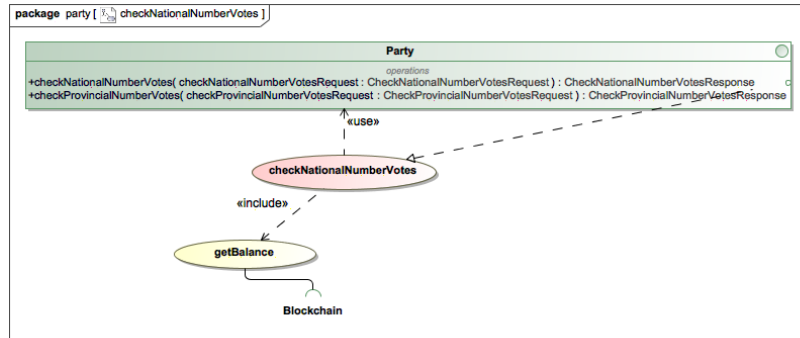 package party [ checkNationalNumberVotes ]
Party
operations
+checkNationalNumberVotes( checkNationalNumberVotesRequest : CheckNationalNumberVotesRequest ) : CheckNationalNumberVotesResponse
+checkProvincialNumberVotes( checkProvincialNumberVotesRequest : CheckProvincialNumberVotesRequest ) : CheckProvincialNumberVotesResponse
«use»
checkNationalNumberVotes
«include»
getBalance
Blockchain